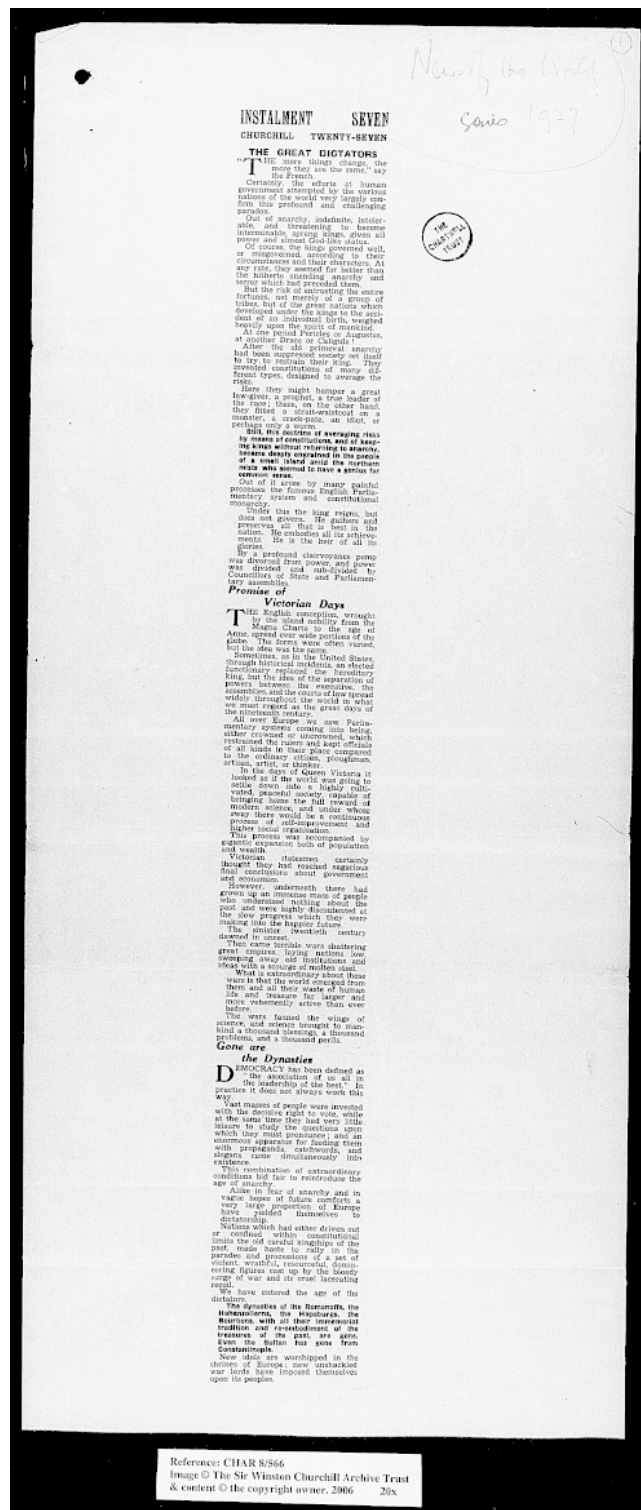 1
News of the World
Series 1937
INSTALMENT SEVEN
CHURCHILL TWENTY-SEVEN
THE GREAT DICTATORS
"THE more things change, the
more they are the same," say
the French.
Certainly, the efforts at human
government attempted by the various
nations of the world very largely con-
firm this profound and challenging
paradox.
Out of anarchy, indefinite, intoler-
able, and threatening to become
interminable, sprang kings, given all
power and almost God-like status.
Of course, the kings governed well,
or misgoverned, according to their
circumstances and their characters. At
any rate, they seemed far better than
the hitherto unending anarchy and
terror which had preceded them.
But the risk of entrusting the entire
fortunes, not merely of a group of
tribes, but of the great nations which
developed under the kings to the acci-
dent of an individual birth, weighed
heavily upon the spirit of mankind.
At one period Pericles or Augustus,
at another Draco or Caligula!
After the old primeval anarchy
had been suppressed society set itself
to try to restrain their king. They
invented constitutions of many dif-
ferent types, designed to average the
risks.
Here they might hamper a great
law-giver, a prophet, a true leader of
the race; there, on the other hand,
they fitted a strait-waistcoat on a
monster, a crack-pate, an idiot, or
perhaps only a worm.
Still, this doctrine of averaging risks
by means of constitutions, and of keep-
ing kings without returning to anarchy,
became deeply engrained in the people
of a small island amid the northern
mists who seemed to have a genius for
common sense.
Out of it arose by many painful
processes the famous English Parlia-
mentary system and constitutional
monarchy.
Under this the king reigns, but
does not govern. He gathers and
preserves all that is best in the
nation. He embodies all its achieve-
ments. He is the heir of all its
glories.
By a profound clairvoyance pomp
was divorced from power, and power
was divided and sub-divided by
Councillors of State and Parliamen-
tary assemblies.
Promise of
Victorian Days
THE English conception, wrought
by the island nobility from the
Magna Charta to the age of
Anne, spread over wide portions of the
globe. The forms were often varied,
but the idea was the same.
Sometimes, as in the United States,
through historical incidents, an elected
functionary replaced the hereditary
king, but the idea of the separation of
powers between the executive, the
assemblies, and the courts of law spread
widely throughout the world in what
we must regard as the great days of
the nineteenth century.
All over Europe we saw Parlia-
mentary systems coming into being,
either crowned or uncrowned, which
restrained the rulers and kept officials
of all kinds in their place compared
to the ordinary citizen, ploughman,
artisan, artist, or thinker.
In the days of Queen Victoria it
looked as if the world was going to
settle down into a highly culti-
vated, peaceful society, capable of
bringing home the full reward of
modern science, and under whose
sway there would be a continuous
process of self-improvement and
higher social organisation.
This process was accompanied by
gigantic expansion both of population
and wealth.
Victorian statesmen certainly
thought they had reached sagacious
final conclusions about government
and economics.
However, underneath there had
grown up an immense mass of people
who understood nothing about the
past and were highly discontented at
the slow progress which they were
making into the happier future.
The sinister twentieth century
dawned in unrest.
Then came terrible wars shattering
great empires, laying nations low,
sweeping away old institutions and
ideas with a scourge of molten steel.
What is extraordinary about these
wars is that the world emerged from
them and all their waste of human
life and treasure far larger and
more vehemently active than ever
before.
The wars fanned the wings of
science, and science brought to man-
kind a thousand blessings, a thousand
problems, and a thousand perils.
Gone are
the Dynasties
DEMOCRACY has been defined as
"the association of us all in
the leadership of the best." In
practice it does not always work this
way.
Vast masses of people were invested
with the decisive right to vote, while
at the same time they had very little
leisure to study the questions upon
which they must pronounce; and an
enormous apparatus for feeding them
with propaganda, catchwords, and
slogans came simultaneously into
existence.
This combination of extraordinary
conditions bid fair to reintroduce the
age of anarchy.
Alike in fear of anarchy and in
vague hopes of future comforts a
very large proportion of Europe
have yielded themselves to
dictatorship.
Nations which had either driven out
or confined within constitutional
limits the old careful kingships of the
past, made haste to rally in the
parades and processions of a set of
violent, wrathful, resourceful, domin-
eering figures cast up by the bloody
surge of war and its cruel lacerating
recoil.
We have entered the age of the
dictators.
The dynasties of the Romanoffs, the
Hohenzollerns, the Hapsburgs, the
Bourbons, with all their immemorial
tradition and re-embodiment of the
treasures of the past, are gone.
Even the Sultan has gone from
Constantinople.
New idols are worshipped in the
shrines of Europe; new unshackled
war lords have imposed themselves
upon its peoples.
THE
CHARTWELL
TRUST
Reference: CHAR 8/566
Image © The Sir Winston Churchill Archive Trust
& content © the copyright owner. 2006 20x